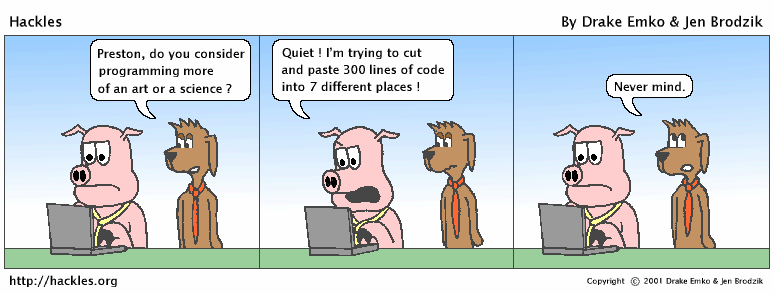 Hackles
By Drake Emko & Jen Brodzik
Preston, do you consider
programming more
of an art or a science ?
Quiet ! I'm trying to cut
and paste 300 lines of code
into 7 different places !
Never mind.
http://hackles.org
Copyright © 2001 Drake Emko & Jen Brodzik